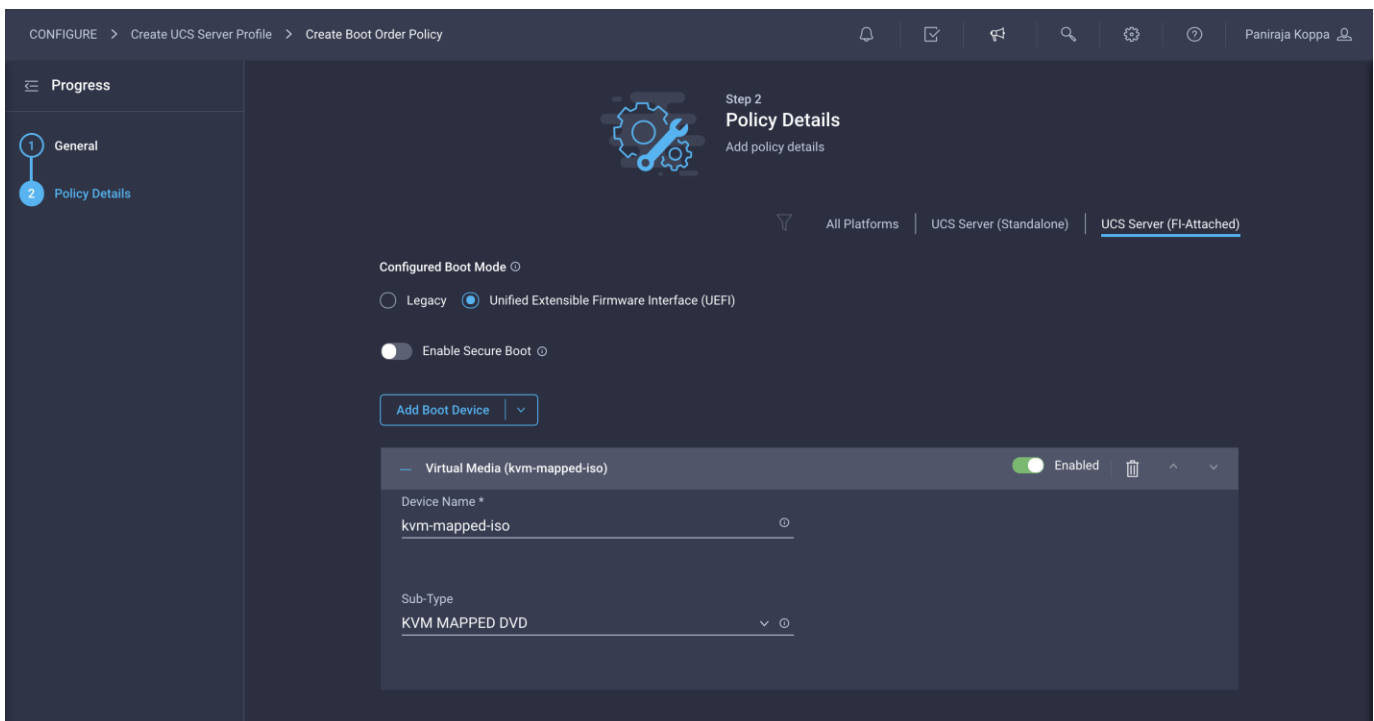 CONFIGURE > Create UCS Server Profile > Create Boot Order Policy
Paniraja Koppa
Progress
1 General
2 Policy Details
Step 2
Policy Details
Add policy details
All Platforms | UCS Server (Standalone) | UCS Server (FI-Attached)
Configured Boot Mode
Legacy Unified Extensible Firmware Interface (UEFI)
Enable Secure Boot
Add Boot Device
Virtual Media (kvm-mapped-iso) Enabled
Device Name *
kvm-mapped-iso
Sub-Type
KVM MAPPED DVD